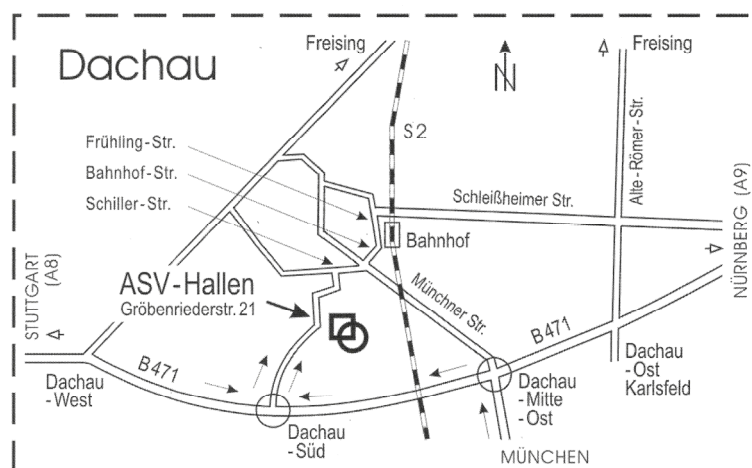 Dachau
Freising
Freising
N
S2
Alte-Römer-Str.
Frühling-Str.
Bahnhof-Str.
Schiller-Str.
Schleißheimer Str.
Bahnhof
NÜRNBERG (A9)
STUTTGART
(A8)
ASV-Hallen
Gröbenriederstr. 21
Münchner Str.
B471
B471
Dachau
-West
Dachau
-Süd
Dachau
-Mitte
-Ost
Dachau
-Ost
Karlsfeld
MÜNCHEN